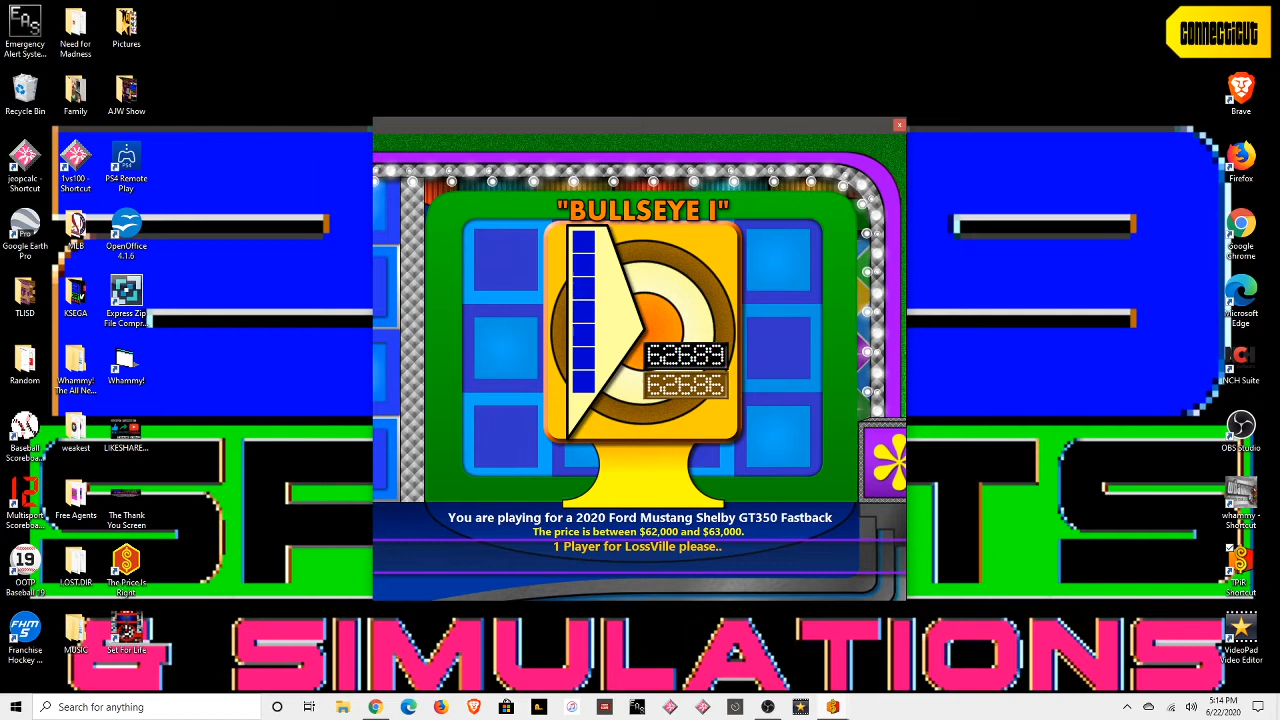 Emergency
Alert Syste...
Need for
Madness
Pictures
CONNECTICUT
Recycle Bin
Family
AJW Show
Brave
jeopcalc -
Shortcut
1vs100 -
Shortcut
PS4 Remote
Play
Firefox
"BULLSEYE I"
Google Earth
Pro
MLB
OpenOffice
4.1.6
Google
Chrome
TLISD
KSEGA
Express Zip
File Compr...
Microsoft
Edge
Random
Whammy!
The All Ne...
Whammy!
NCH Suite
Baseball
Scoreboa...
weakest
LIKESHARE...
OBS Studio
12
Multisport
Scoreboa...
Free Agents
The Thank
You Screen
whammy -
Shortcut
You are playing for a 2020 Ford Mustang Shelby GT350 Fastback
The price is between $62,000 and $63,000.
1 Player for LossVille please..
19
OOTP
Baseball 19
LOST.DIR
The Price Is
Right
TPiR
Shortcut
FHM5
Franchise
Hockey ...
MUSIC
Set For Life
VideoPad
Video Editor
& SIMULATIONS
Search for anything
5:14 PM
6/22/2020